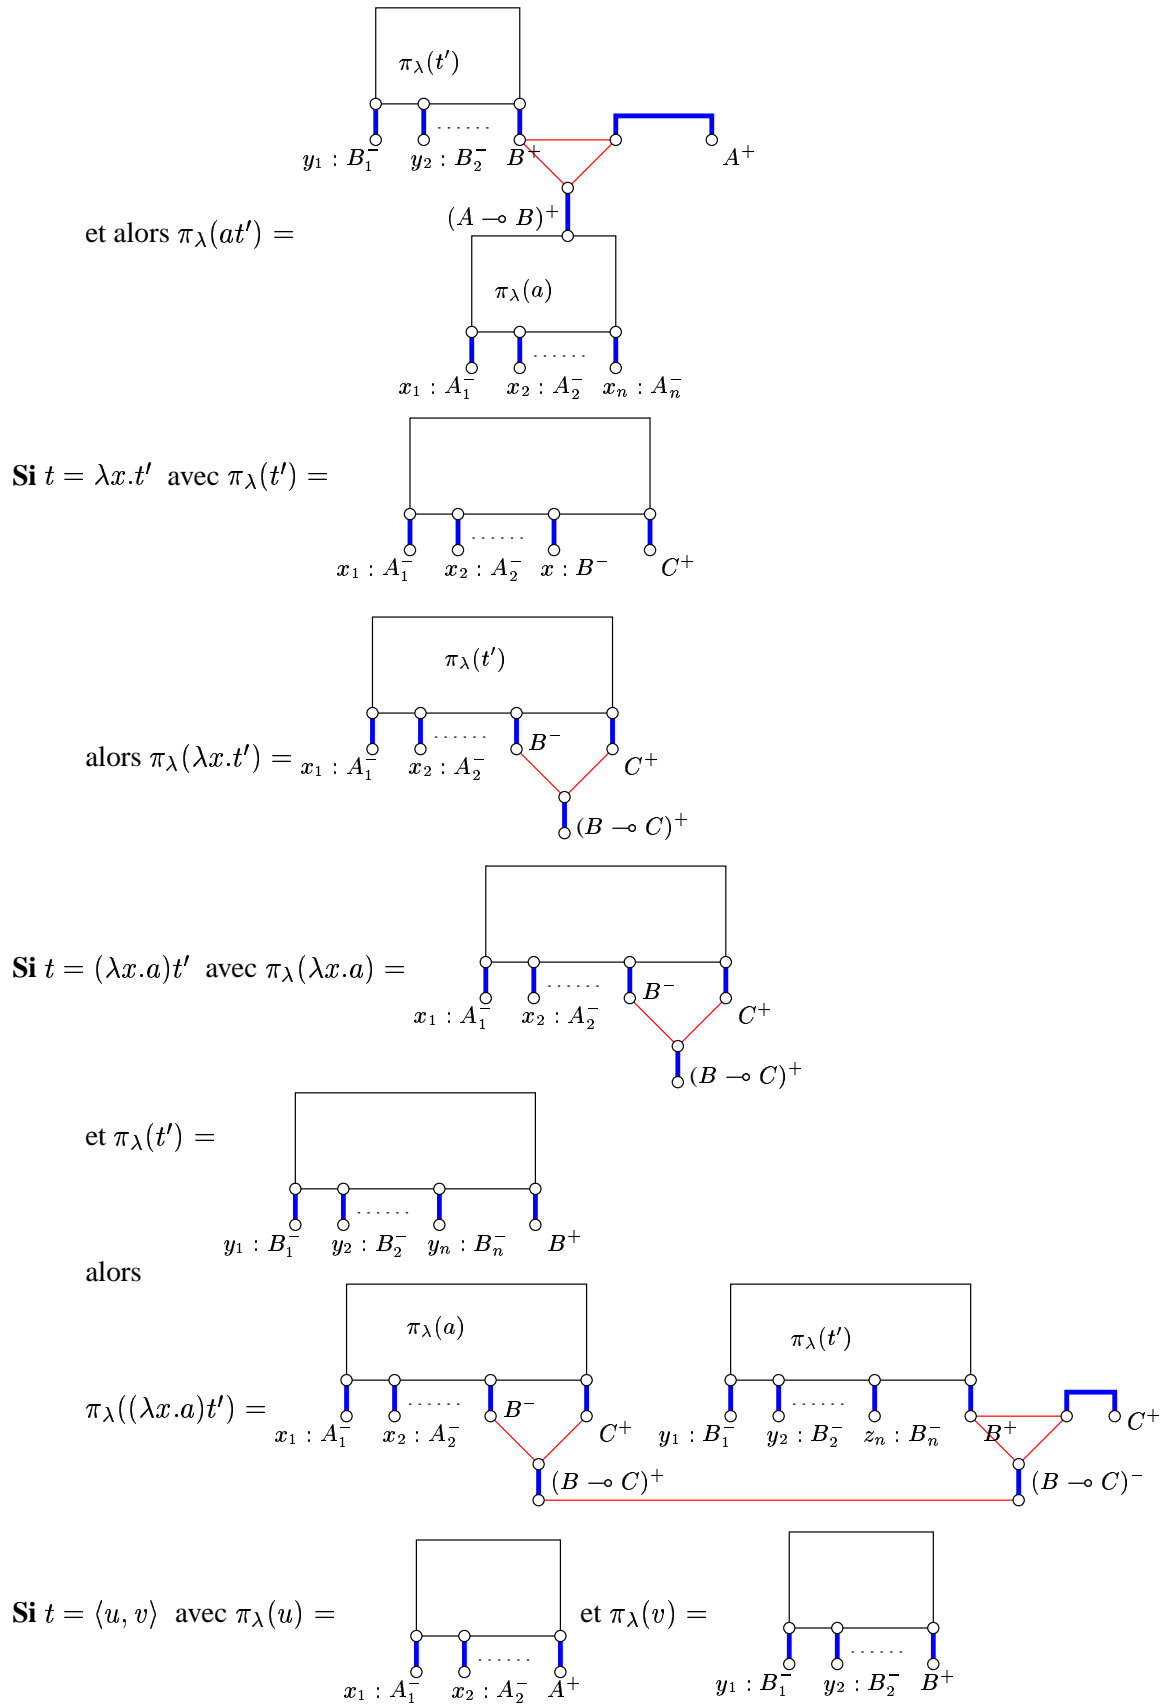 π_λ(t′)
y₁ : B₁⁻ y₂ : B₂⁻ B⁺ A⁺
(A ⊸ B)⁺
et alors π_λ(at′) =
π_λ(a)
x₁ : A₁⁻ x₂ : A₂⁻ xₙ : Aₙ⁻
Si t = λx.t′ avec π_λ(t′) =
x₁ : A₁⁻ x₂ : A₂⁻ x : B⁻ C⁺
π_λ(t′)
alors π_λ(λx.t′) = x₁ : A₁⁻ x₂ : A₂⁻ B⁻ C⁺
(B ⊸ C)⁺
Si t = (λx.a)t′ avec π_λ(λx.a) =
x₁ : A₁⁻ x₂ : A₂⁻ B⁻ C⁺
(B ⊸ C)⁺
et π_λ(t′) =
y₁ : B₁⁻ y₂ : B₂⁻ yₙ : Bₙ⁻ B⁺
alors
π_λ(a) π_λ(t′)
π_λ((λx.a)t′) =
x₁ : A₁⁻ x₂ : A₂⁻ B⁻ C⁺ y₁ : B₁⁻ y₂ : B₂⁻ zₙ : Bₙ⁻ B⁺ C⁺
(B ⊸ C)⁺ (B ⊸ C)⁻
Si t = ⟨u, v⟩ avec π_λ(u) = et π_λ(v) =
x₁ : A₁⁻ x₂ : A₂⁻ A⁺ y₁ : B₁⁻ y₂ : B₂⁻ B⁺